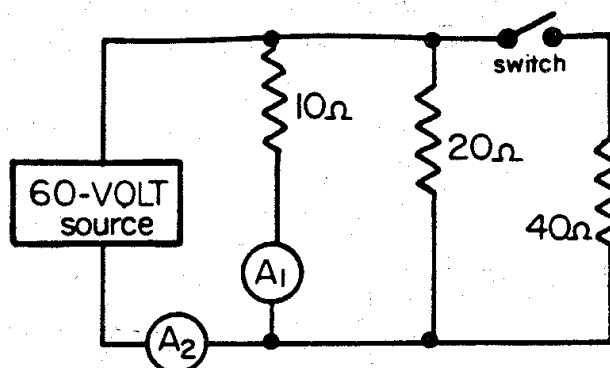 switch
10Ω
20Ω
60-VOLT
source
40Ω
A1
A2